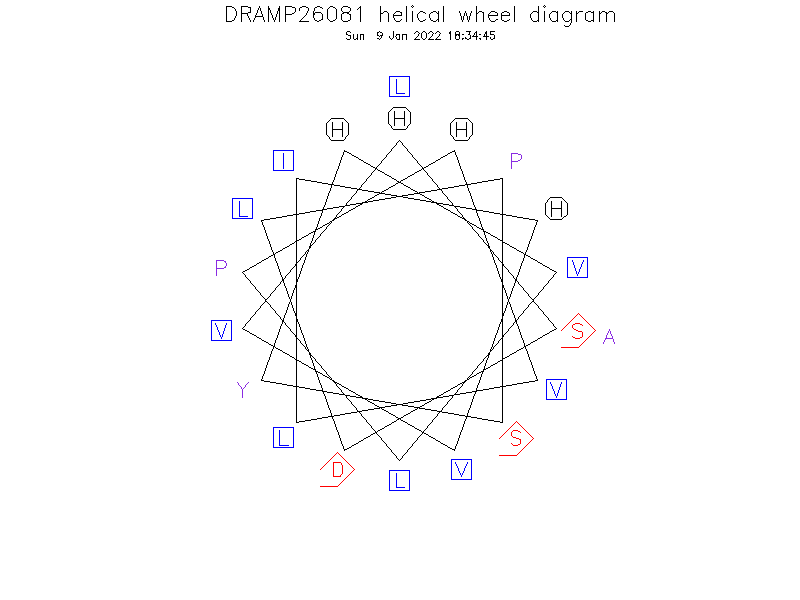 DRAMP26081 helical wheel diagram
Sun 9 Jan 2022 18:34:45
L
H H H
I P
L H
P V
V S A
Y V
L S
D L V